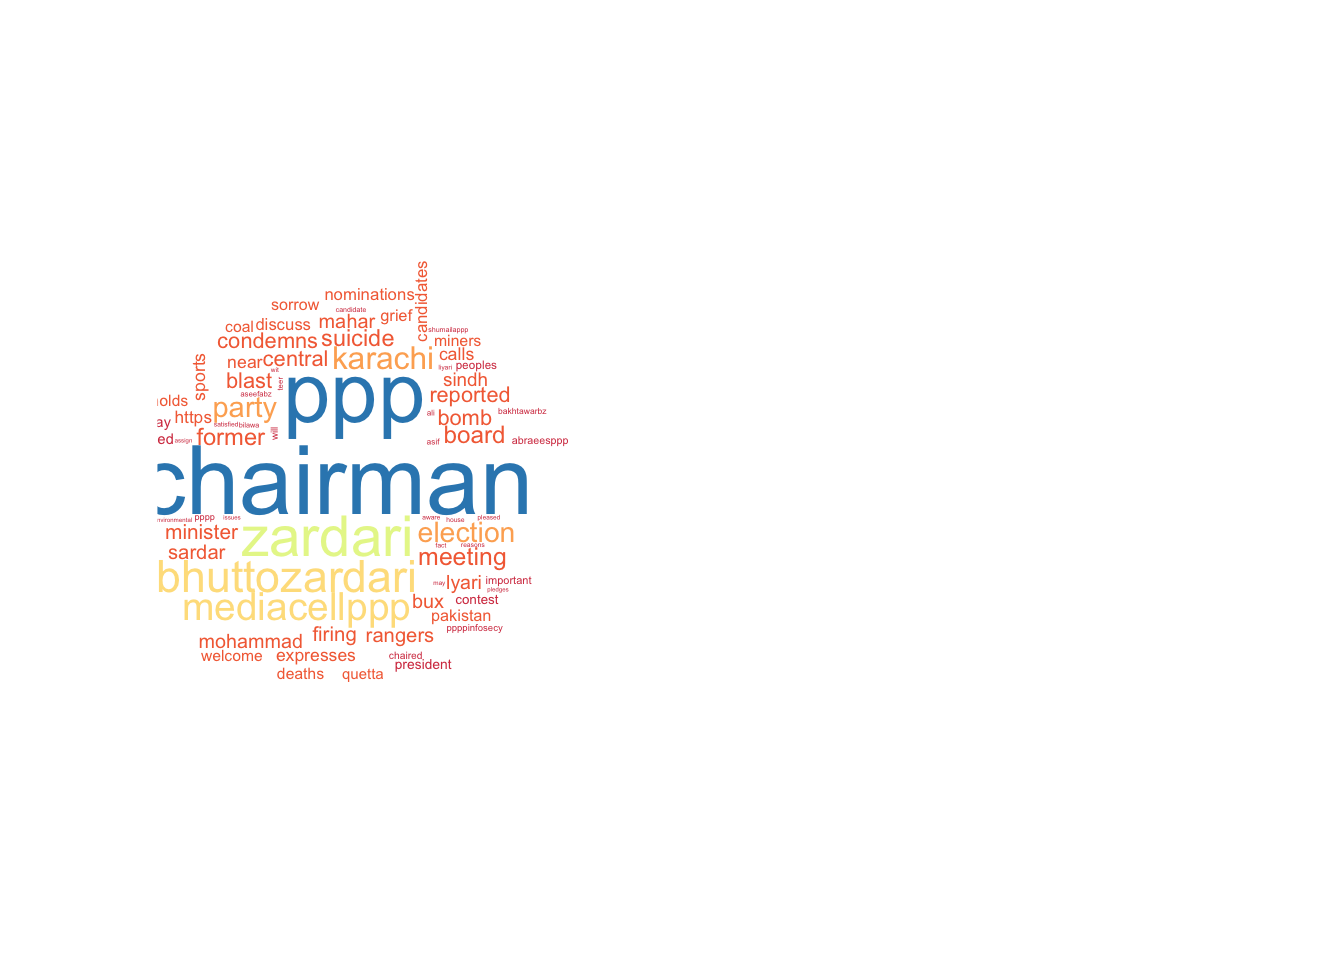 candidates
nominations
sorrow
candidate
grief
mahar
coal discuss
shumailappp
condemns suicide
miners
near central karachi calls
sports
wit
liyari peoples
blast
teer
sindh
aseefabz
ppp
reported
olds
party
ali
bakhtawarbz
https
bomb
ay
satisfied bilawa
will
ed assign former
asif
board
abraeesppp
chairman
nvironmental pppp issues
aware house pleased
minister zardari election
fact reasons
sardar
meeting
bhuttozardari
may lyari important
pledges
mediacellppp bux contest
pakistan
ppppinfosecy
mohammad firing rangers
welcome expresses chaired
president
deaths quetta